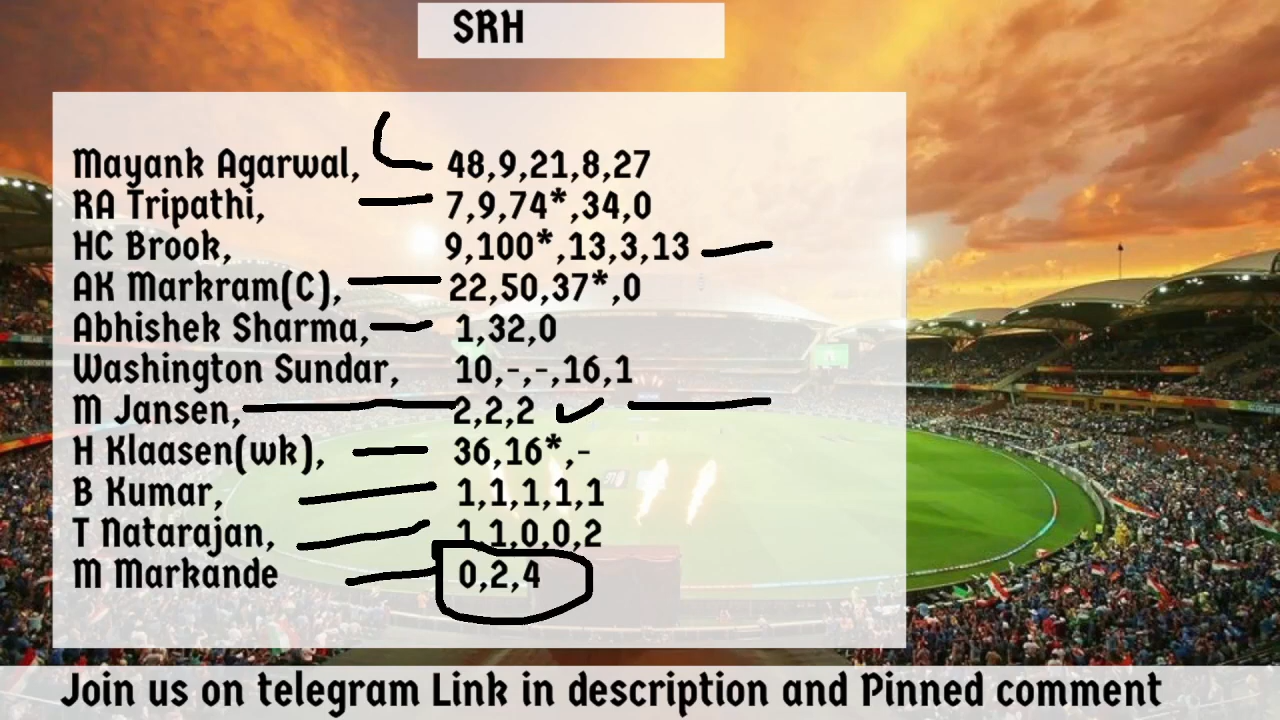 SRH
Mayank Agarwal, 48,9,21,8,27
RA Tripathi, 7,9,74*,34,0
HC Brook, 9,100*,13,3,13
AK Markram(C), 22,50,37*,0
Abhishek Sharma, 1,32,0
Washington Sundar, 10,-,-,16,1
M Jansen, 2,2,2
H Klaasen(wk), 36,16*,-
B Kumar, 1,1,1,1,1
T Natarajan, 1,1,0,0,2
M Markande 0,2,4
Join us on telegram Link in description and Pinned comment